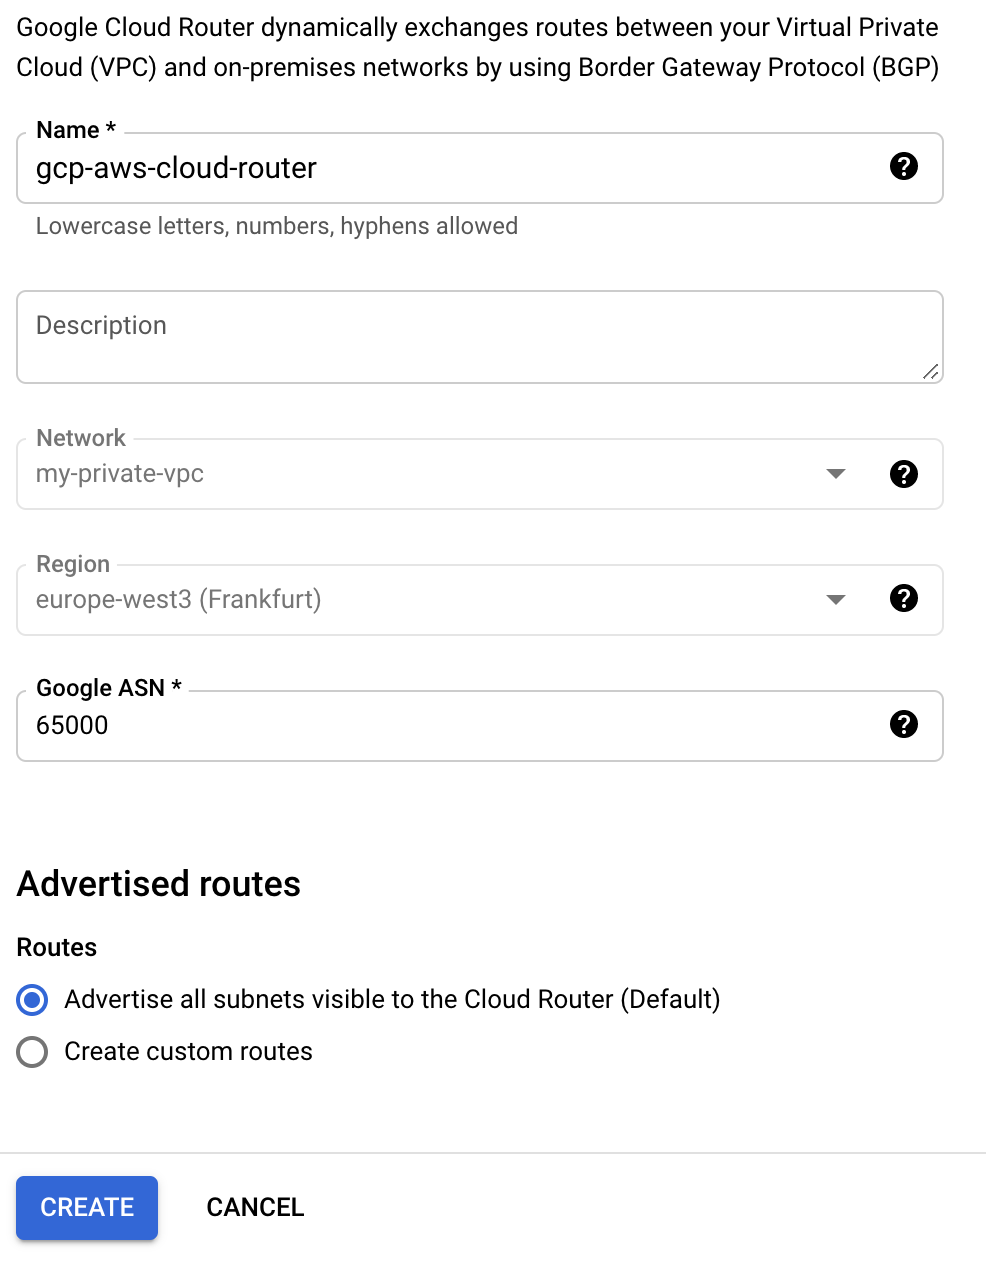 Google Cloud Router dynamically exchanges routes between your Virtual Private
Cloud (VPC) and on-premises networks by using Border Gateway Protocol (BGP)
Name *
gcp-aws-cloud-router
Lowercase letters, numbers, hyphens allowed
Description
Network
my-private-vpc
Region
europe-west3 (Frankfurt)
Google ASN *
65000
Advertised routes
Routes
Advertise all subnets visible to the Cloud Router (Default)
Create custom routes
CREATE CANCEL